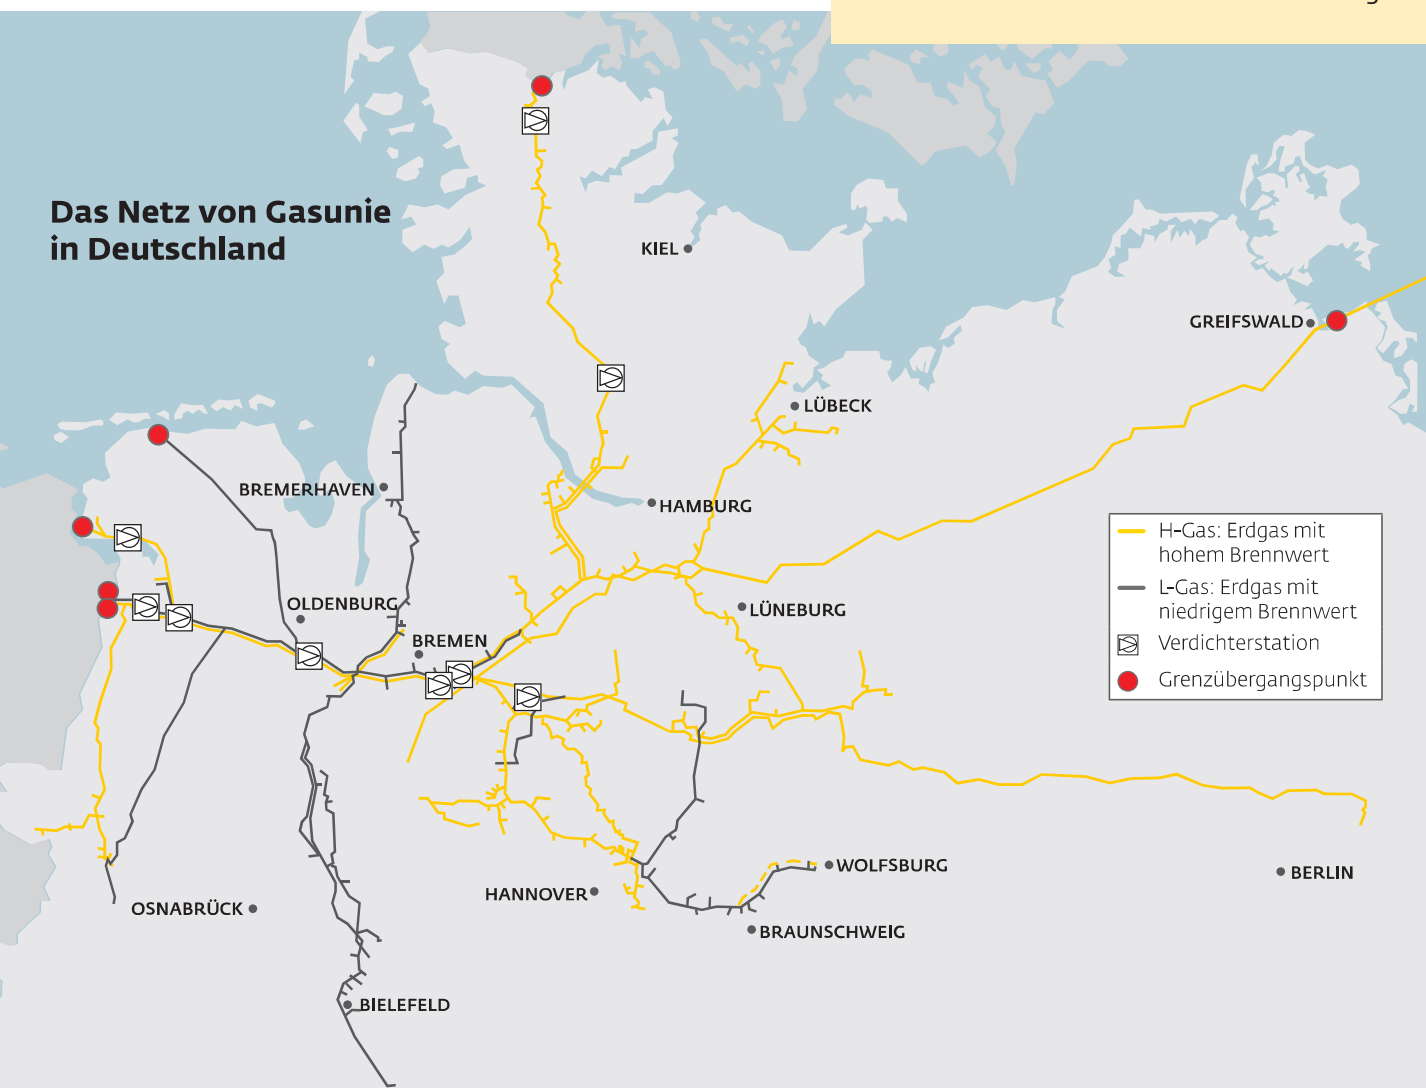 Das Netz von Gasunie
in Deutschland
KIEL
GREIFSWALD
LÜBECK
BREMERHAVEN
HAMBURG
H-Gas: Erdgas mit
hohem Brennwert
L-Gas: Erdgas mit
niedrigem Brennwert
Verdichterstation
Grenzübergangspunkt
OLDENBURG
LÜNEBURG
BREMEN
WOLFSBURG
BERLIN
HANNOVER
OSNABRÜCK
BRAUNSCHWEIG
BIELEFELD